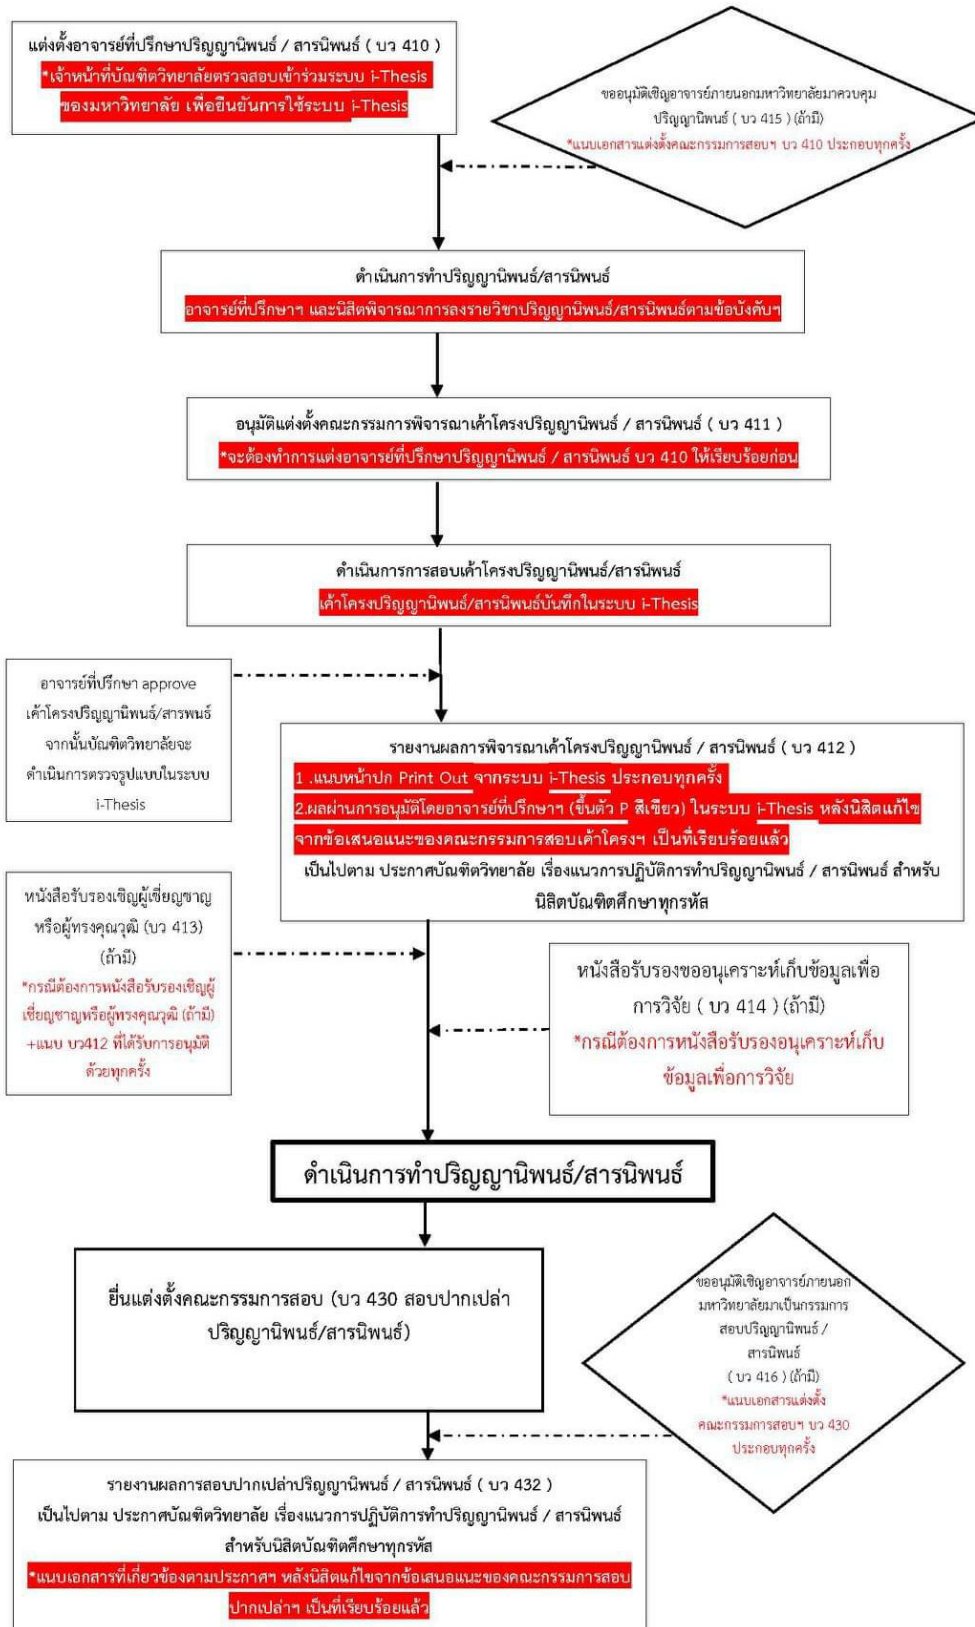 แต่งตั้งอาจารย์ที่ปรึกษาปริญญานิพนธ์ / สารนิพนธ์ ( บว 410 )
*เจ้าหน้าที่บัณฑิตวิทยาลัยตรวจสอบเข้าร่วมระบบ i-Thesis
ของมหาวิทยาลัย เพื่อยืนยันการใช้ระบบ i-Thesis
ขออนุมัติเชิญอาจารย์ภายนอกมหาวิทยาลัยมาควบคุม
ปริญญานิพนธ์ ( บว 415 ) (ถ้ามี)
*แนบเอกสารแต่งตั้งคณะกรรมการสอบฯ บว 410 ประกอบทุกครั้ง
ดำเนินการทำปริญญานิพนธ์/สารนิพนธ์
อาจารย์ที่ปรึกษาฯ และนิสิตพิจารณาการลงรายวิชาปริญญานิพนธ์/สารนิพนธ์ตามข้อบังคับฯ
อนุมัติแต่งตั้งคณะกรรมการพิจารณาเค้าโครงปริญญานิพนธ์ / สารนิพนธ์ ( บว 411 )
*จะต้องทำการแต่งอาจารย์ที่ปรึกษาปริญญานิพนธ์ / สารนิพนธ์ บว 410 ให้เรียบร้อยก่อน
ดำเนินการการสอบเค้าโครงปริญญานิพนธ์/สารนิพนธ์
เค้าโครงปริญญานิพนธ์/สารนิพนธ์บันทึกในระบบ i-Thesis
อาจารย์ที่ปรึกษา approve
เค้าโครงปริญญานิพนธ์/สารพนธ์
จากนั้นบัณฑิตวิทยาลัยจะ
ดำเนินการตรวจรูปแบบในระบบ
i-Thesis
รายงานผลการพิจารณาเค้าโครงปริญญานิพนธ์ / สารนิพนธ์ ( บว 412 )
1 .แนบหน้าปก Print Out จากระบบ i-Thesis ประกอบทุกครั้ง
2.ผลผ่านการอนุมัติโดยอาจารย์ที่ปรึกษาฯ (ขึ้นตัว P สีเขียว) ในระบบ i-Thesis หลังนิสิตแก้ไข
จากข้อเสนอแนะของคณะกรรมการสอบเค้าโครงฯ เป็นที่เรียบร้อยแล้ว
เป็นไปตาม ประกาศบัณฑิตวิทยาลัย เรื่องแนวการปฏิบัติการทำปริญญานิพนธ์ / สารนิพนธ์ สำหรับ
นิสิตบัณฑิตศึกษาทุกรหัส
หนังสือรับรองเชิญผู้เชี่ยญชาญ
หรือผู้ทรงคุณวุฒิ (บว 413)
(ถ้ามี)
*กรณีต้องการหนังสือรับรองเชิญผู้
เชี่ยญชาญหรือผู้ทรงคุณวุฒิ (ถ้ามี)
+แนบ บว412 ที่ได้รับการอนุมัติ
ด้วยทุกครั้ง
หนังสือรับรองขออนุเคราะห์เก็บข้อมูลเพื่อ
การวิจัย ( บว 414 ) (ถ้ามี)
*กรณีต้องการหนังสือรับรองอนุเคราะห์เก็บ
ข้อมูลเพื่อการวิจัย
ดำเนินการทำปริญญานิพนธ์/สารนิพนธ์
ยื่นแต่งตั้งคณะกรรมการสอบ (บว 430 สอบปากเปล่า
ปริญญานิพนธ์/สารนิพนธ์)
ขออนุมัติเชิญอาจารย์ภายนอก
มหาวิทยาลัยมาเป็นกรรมการ
สอบปริญญานิพนธ์ /
สารนิพนธ์
( บว 416 ) (ถ้ามี)
*แนบเอกสารแต่งตั้ง
คณะกรรมการสอบฯ บว 430
ประกอบทุกครั้ง
รายงานผลการสอบปากเปล่าปริญญานิพนธ์ / สารนิพนธ์ ( บว 432 )
เป็นไปตาม ประกาศบัณฑิตวิทยาลัย เรื่องแนวการปฏิบัติการทำปริญญานิพนธ์ / สารนิพนธ์
สำหรับนิสิตบัณฑิตศึกษาทุกรหัส
*แนบเอกสารที่เกี่ยวข้องตามประกาศฯ หลังนิสิตแก้ไขจากข้อเสนอแนะของคณะกรรมการสอบ
ปากเปล่าฯ เป็นที่เรียบร้อยแล้ว